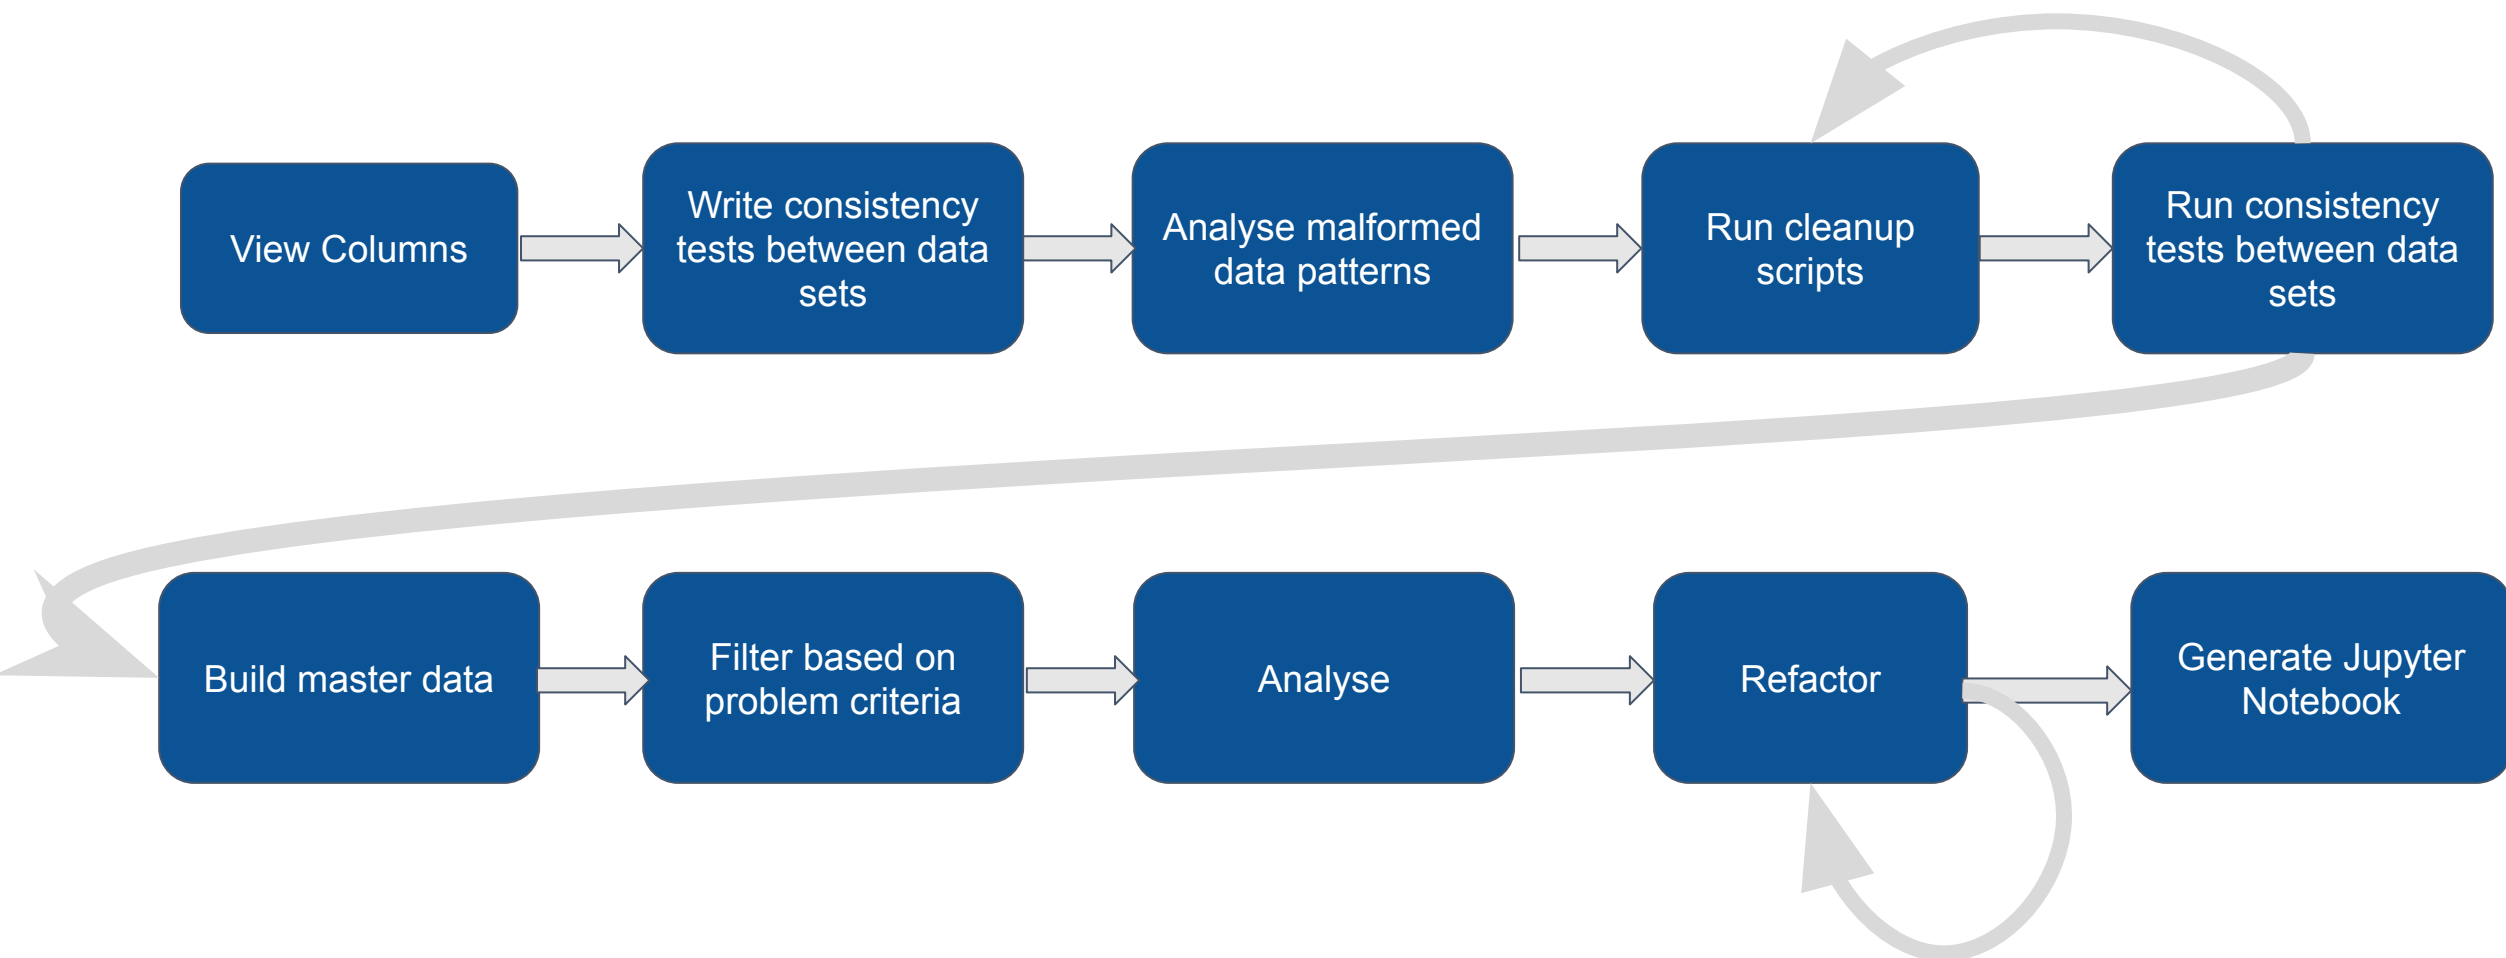 View Columns
Write consistency
tests between data
sets
Analyse malformed
data patterns
Run cleanup
scripts
Run consistency
tests between data
sets
Build master data
Filter based on
problem criteria
Analyse
Refactor
Generate Jupyter
Notebook